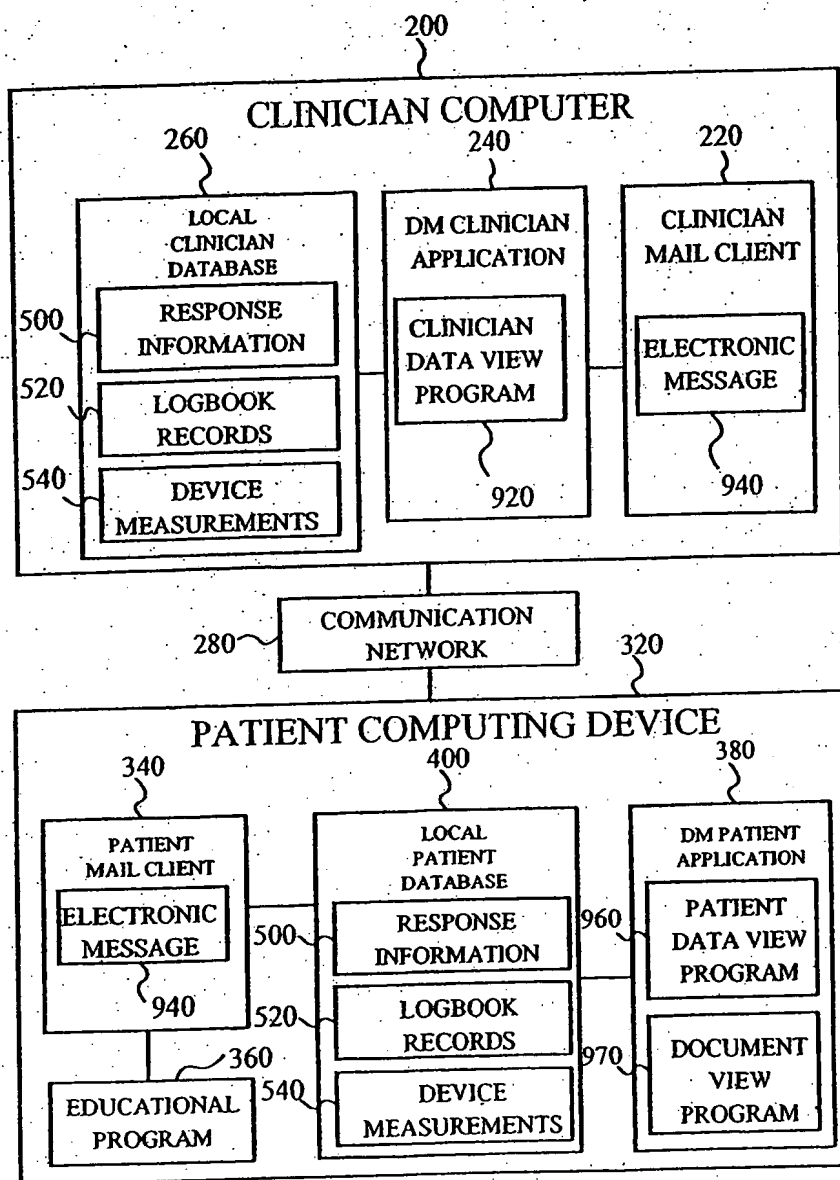 200
CLINICIAN COMPUTER
260
240
220
LOCAL
CLINICIAN
DATABASE
500
RESPONSE
INFORMATION
520
LOGBOOK
RECORDS
540
DEVICE
MEASUREMENTS
DM CLINICIAN
APPLICATION
CLINICIAN
DATA VIEW
PROGRAM
920
CLINICIAN
MAIL CLIENT
ELECTRONIC
MESSAGE
940
280
COMMUNICATION
NETWORK
320
PATIENT COMPUTING DEVICE
340
400
380
PATIENT
MAIL CLIENT
ELECTRONIC
MESSAGE
940
360
EDUCATIONAL
PROGRAM
LOCAL
PATIENT
DATABASE
500
RESPONSE
INFORMATION
520
LOGBOOK
RECORDS
540
DEVICE
MEASUREMENTS
DM PATIENT
APPLICATION
960
PATIENT
DATA VIEW
PROGRAM
970
DOCUMENT
VIEW
PROGRAM